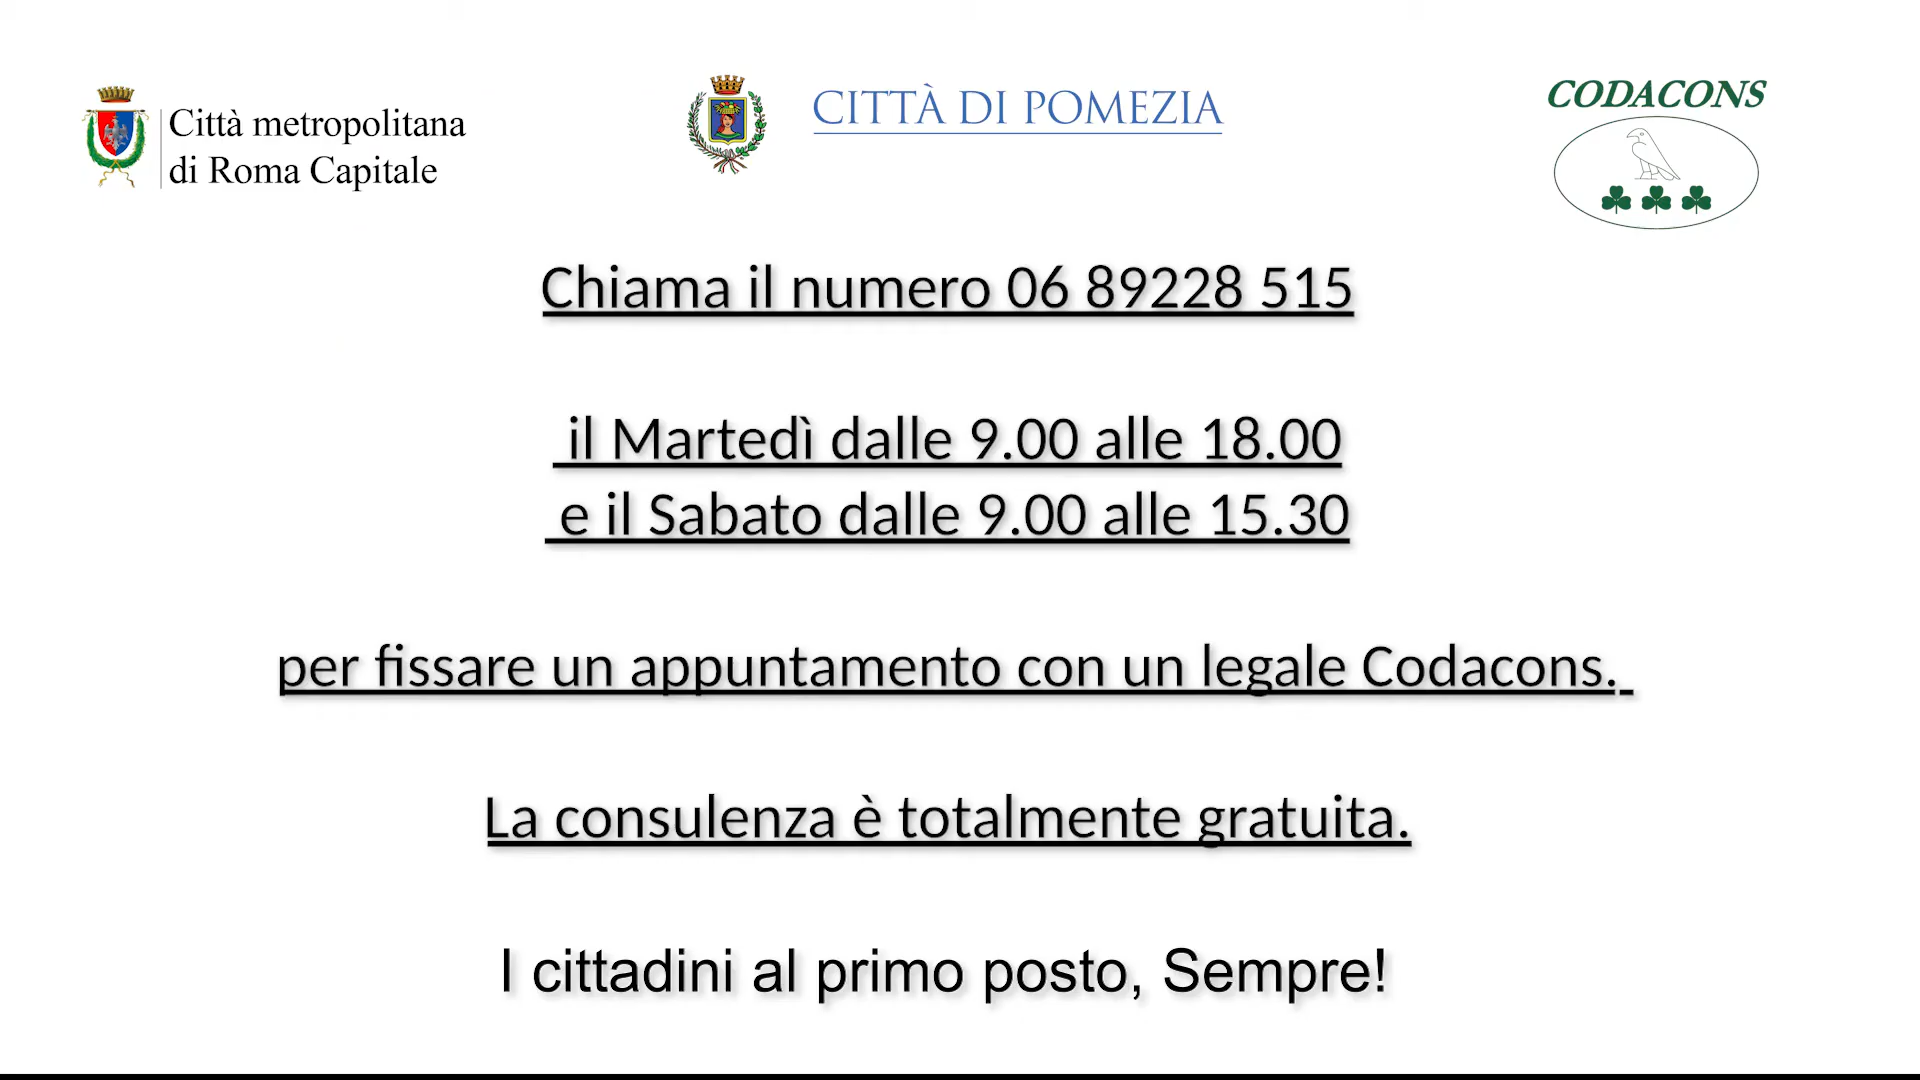 Città metropolitana
di Roma Capitale
CITTÀ DI POMEZIA
CODACONS
Chiama il numero 06 89228 515
il Martedì dalle 9.00 alle 18.00
e il Sabato dalle 9.00 alle 15.30
per fissare un appuntamento con un legale Codacons.
La consulenza è totalmente gratuita.
I cittadini al primo posto, Sempre!